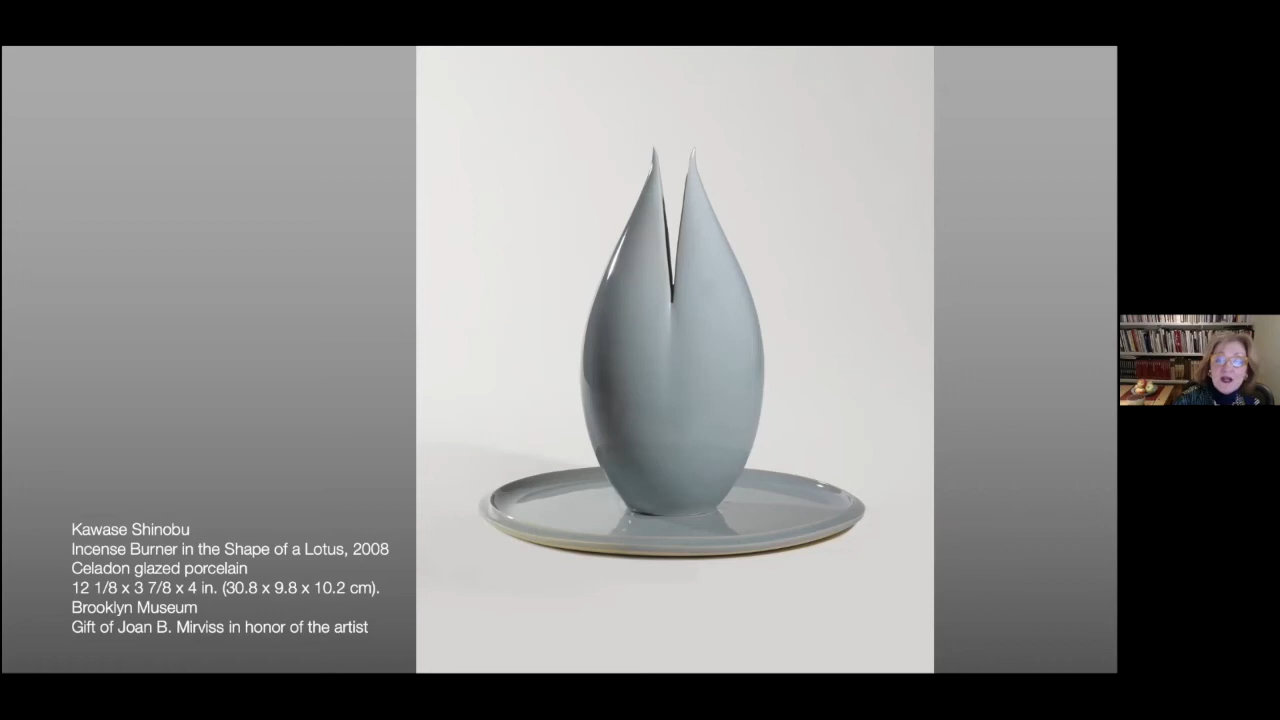 Kawase Shinobu
Incense Burner in the Shape of a Lotus, 2008
Celadon glazed porcelain
12 1/8 x 3 7/8 x 4 in. (30.8 x 9.8 x 10.2 cm).
Brooklyn Museum
Gift of Joan B. Mirviss in honor of the artist